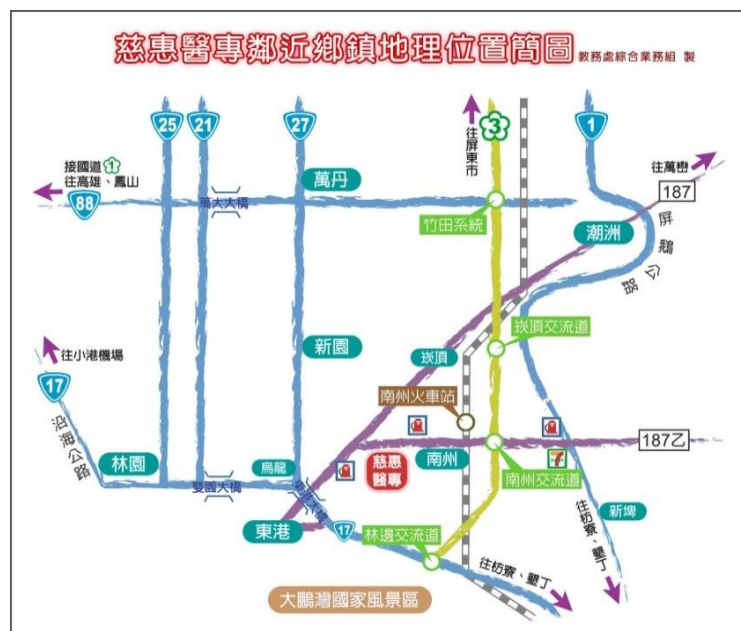 慈惠醫專鄰近鄉鎮地理位置簡圖 教務處綜合業務組 製
25
21
27
往屏東市
3
1
接國道1
往高雄、鳳山
88
萬大大橋
萬丹
竹田系統
往萬巒
187
潮洲
屏鵝公路
往小港機場
17
沿海公路
新園
崁頂
崁頂交流道
南州火車站
187乙
林園
雙園大橋
烏龍
慈惠
醫專
南州
7
南州交流道
新埤
東港
17
林邊交流道
往枋寮、墾丁
往枋寮、墾丁
大鵬灣國家風景區